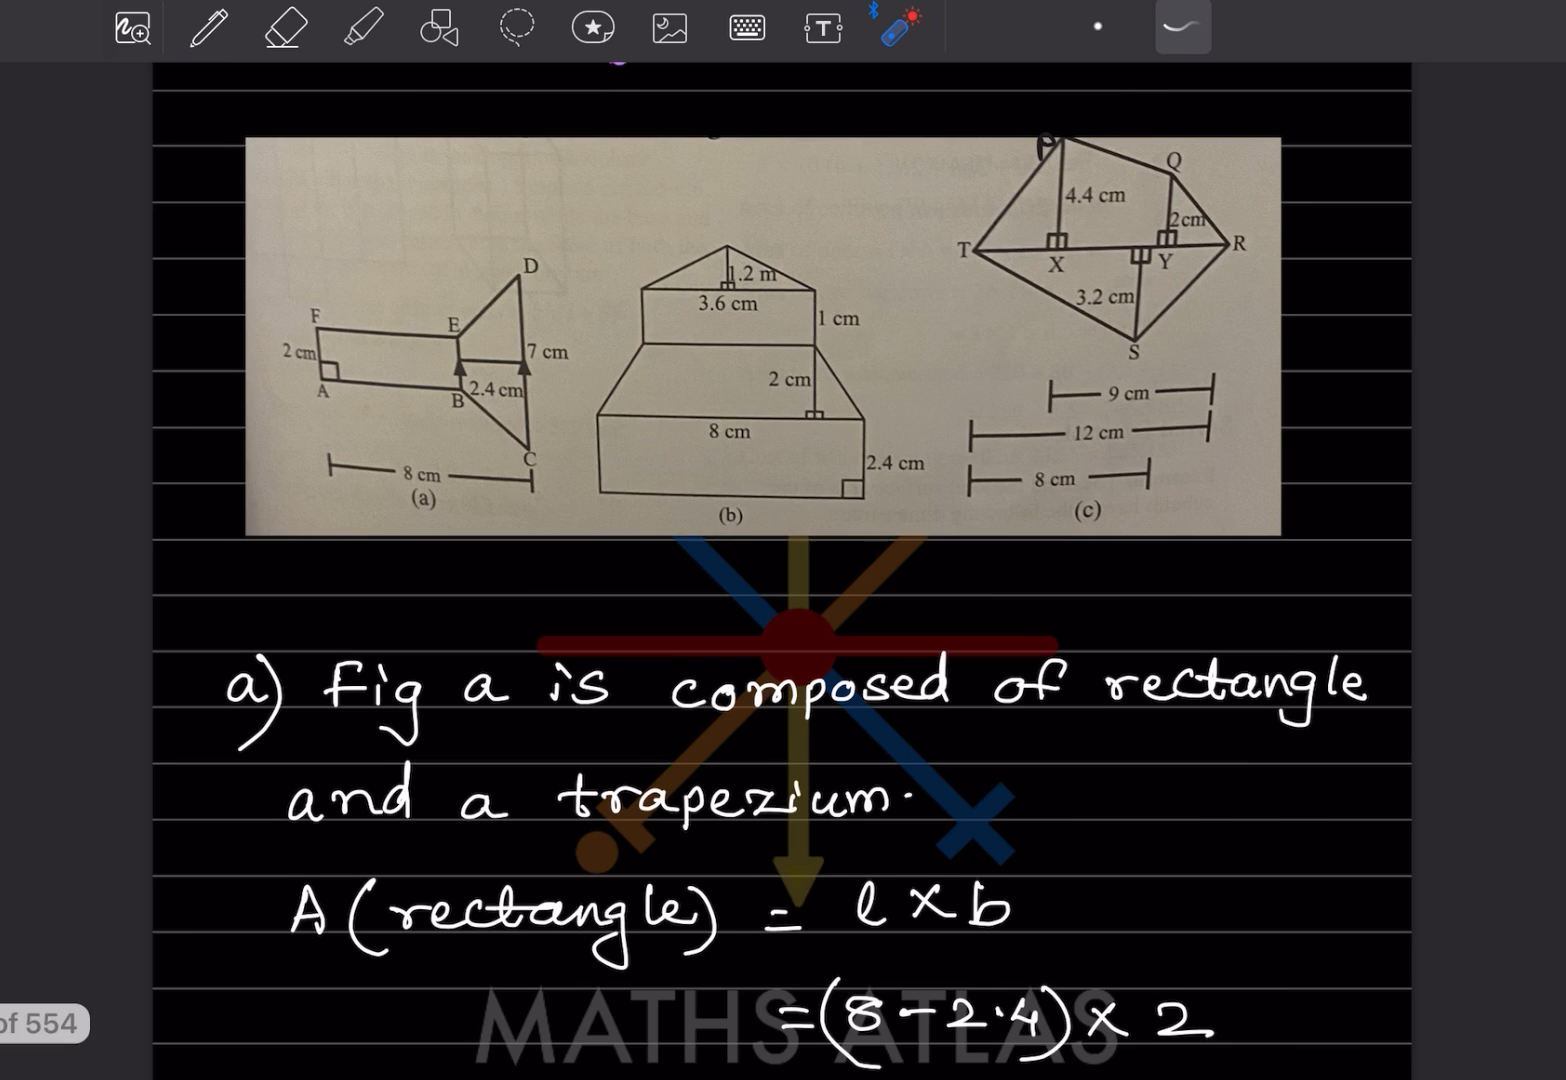 P
Q
4.4 cm
2cm
T
X
Y
R
3.2 cm
S
9 cm
12 cm
8 cm
(c)
1.2 m
3.6 cm
1 cm
2 cm
8 cm
2.4 cm
(b)
D
F
E
2 cm
7 cm
A
B
2.4 cm
C
8 cm
(a)
a) Fig a is composed of rectangle
and a trapezium.
A (rectangle) = l × b
= (8 - 2.4) × 2
MATHS ATLAS
of 554